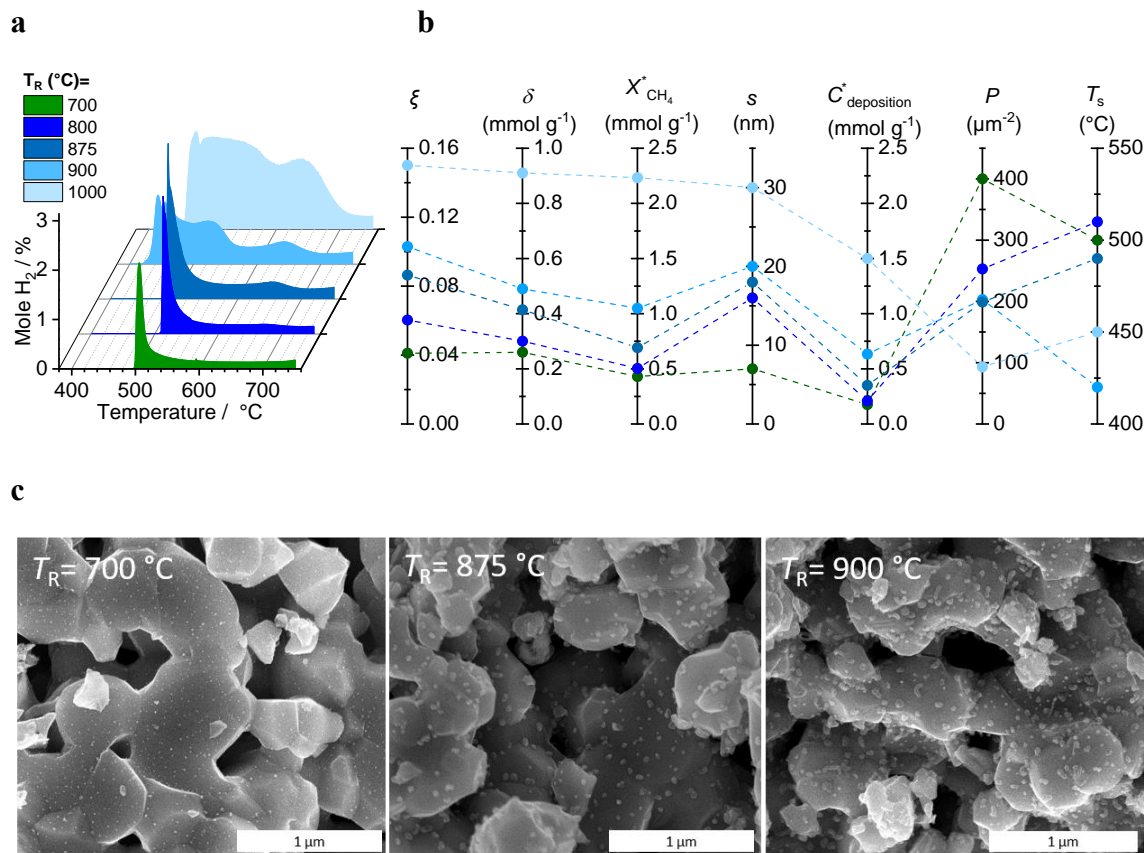 a
b
T_R (°C)=
700
800
875
900
1000
3
2
1
0
Mole H₂ / %
400 500 600 700
Temperature / °C
ξ
δ
(mmol g⁻¹)
X*CH₄
(mmol g⁻¹)
s
(nm)
C*deposition
(mmol g⁻¹)
P
(µm⁻²)
Tₛ
(°C)
0.16
0.12
0.08
0.04
0.00
1.0
0.8
0.6
0.4
0.2
0.0
2.5
2.0
1.5
1.0
0.5
0.0
30
20
10
0
2.5
2.0
1.5
1.0
0.5
0.0
400
300
200
100
0
550
500
450
400
c
T_R= 700 °C
1 µm
T_R= 875 °C
1 µm
T_R= 900 °C
1 µm